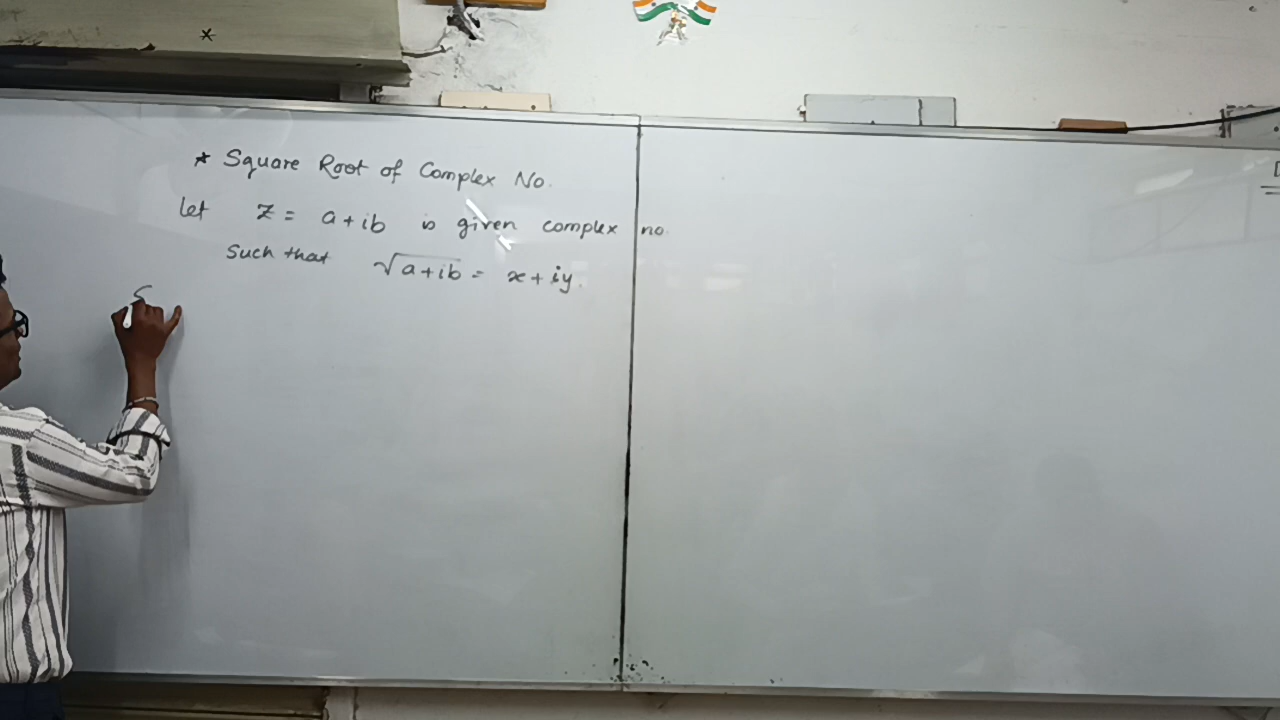 * Square Root of Complex No.
let z = a+ib is given complex no.
Such that √a+ib = x+iy.
S